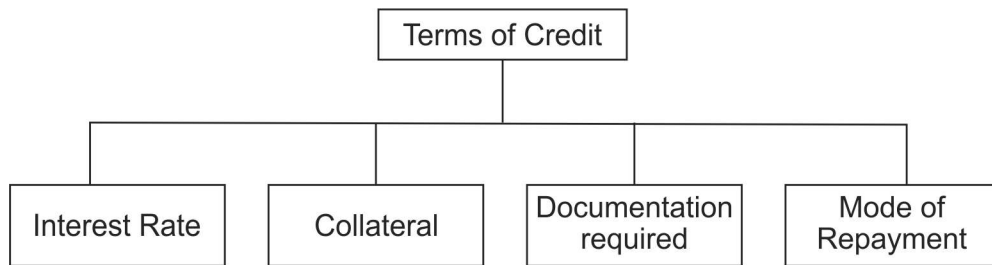 Terms of Credit
Interest Rate
Collateral
Documentation
required
Mode of
Repayment